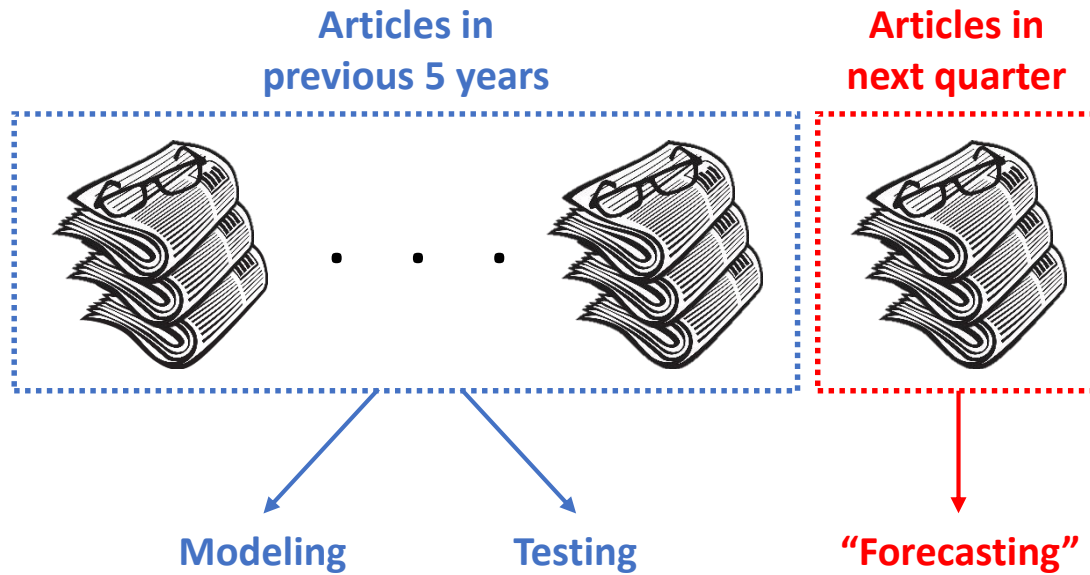 Articles in
previous 5 years
Articles in
next quarter
Modeling
Testing
“Forecasting”